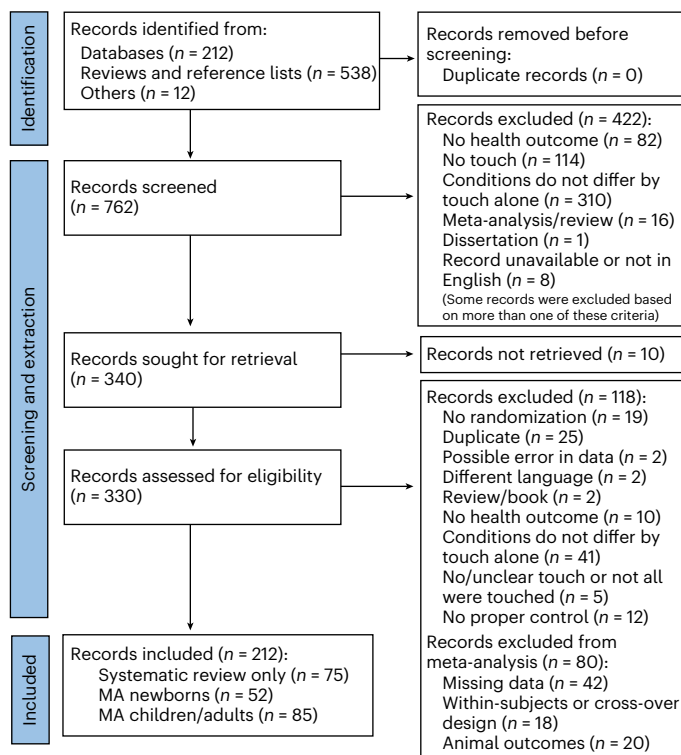 Identification
Records identified from:
Databases (n = 212)
Reviews and reference lists (n = 538)
Others (n = 12)
Records removed before
screening:
Duplicate records (n = 0)
Screening and extraction
Records screened
(n = 762)
Records excluded (n = 422):
No health outcome (n = 82)
No touch (n = 114)
Conditions do not differ by
touch alone (n = 310)
Meta-analysis/review (n = 16)
Dissertation (n = 1)
Record unavailable or not in
English (n = 8)
(Some records were excluded based
on more than one of these criteria)
Records sought for retrieval
(n = 340)
Records not retrieved (n = 10)
Records assessed for eligibility
(n = 330)
Records excluded (n = 118):
No randomization (n = 19)
Duplicate (n = 25)
Possible error in data (n = 2)
Different language (n = 2)
Review/book (n = 2)
No health outcome (n = 10)
Conditions do not differ by
touch alone (n = 41)
No/unclear touch or not all
were touched (n = 5)
No proper control (n = 12)
Records excluded from
meta-analysis (n = 80):
Missing data (n = 42)
Within-subjects or cross-over
design (n = 18)
Animal outcomes (n = 20)
Included
Records included (n = 212):
Systematic review only (n = 75)
MA newborns (n = 52)
MA children/adults (n = 85)